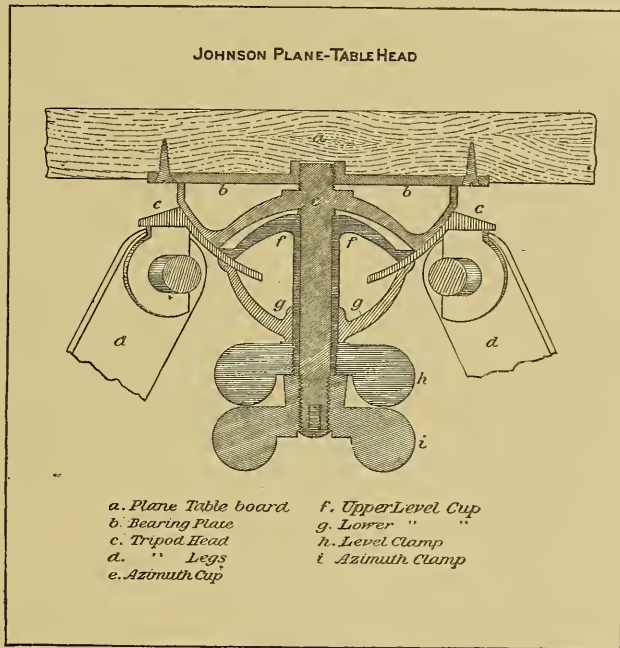 JOHNSON PLANE-TABLE HEAD
a
b b
c e c
f f
g g
d d
h
i
a. Plane Table board
b. Bearing Plate
c. Tripod Head
d. " Legs
e. Azimuth Cup
f. Upper Level Cup
g. Lower " "
h. Level Clamp
i Azimuth Clamp